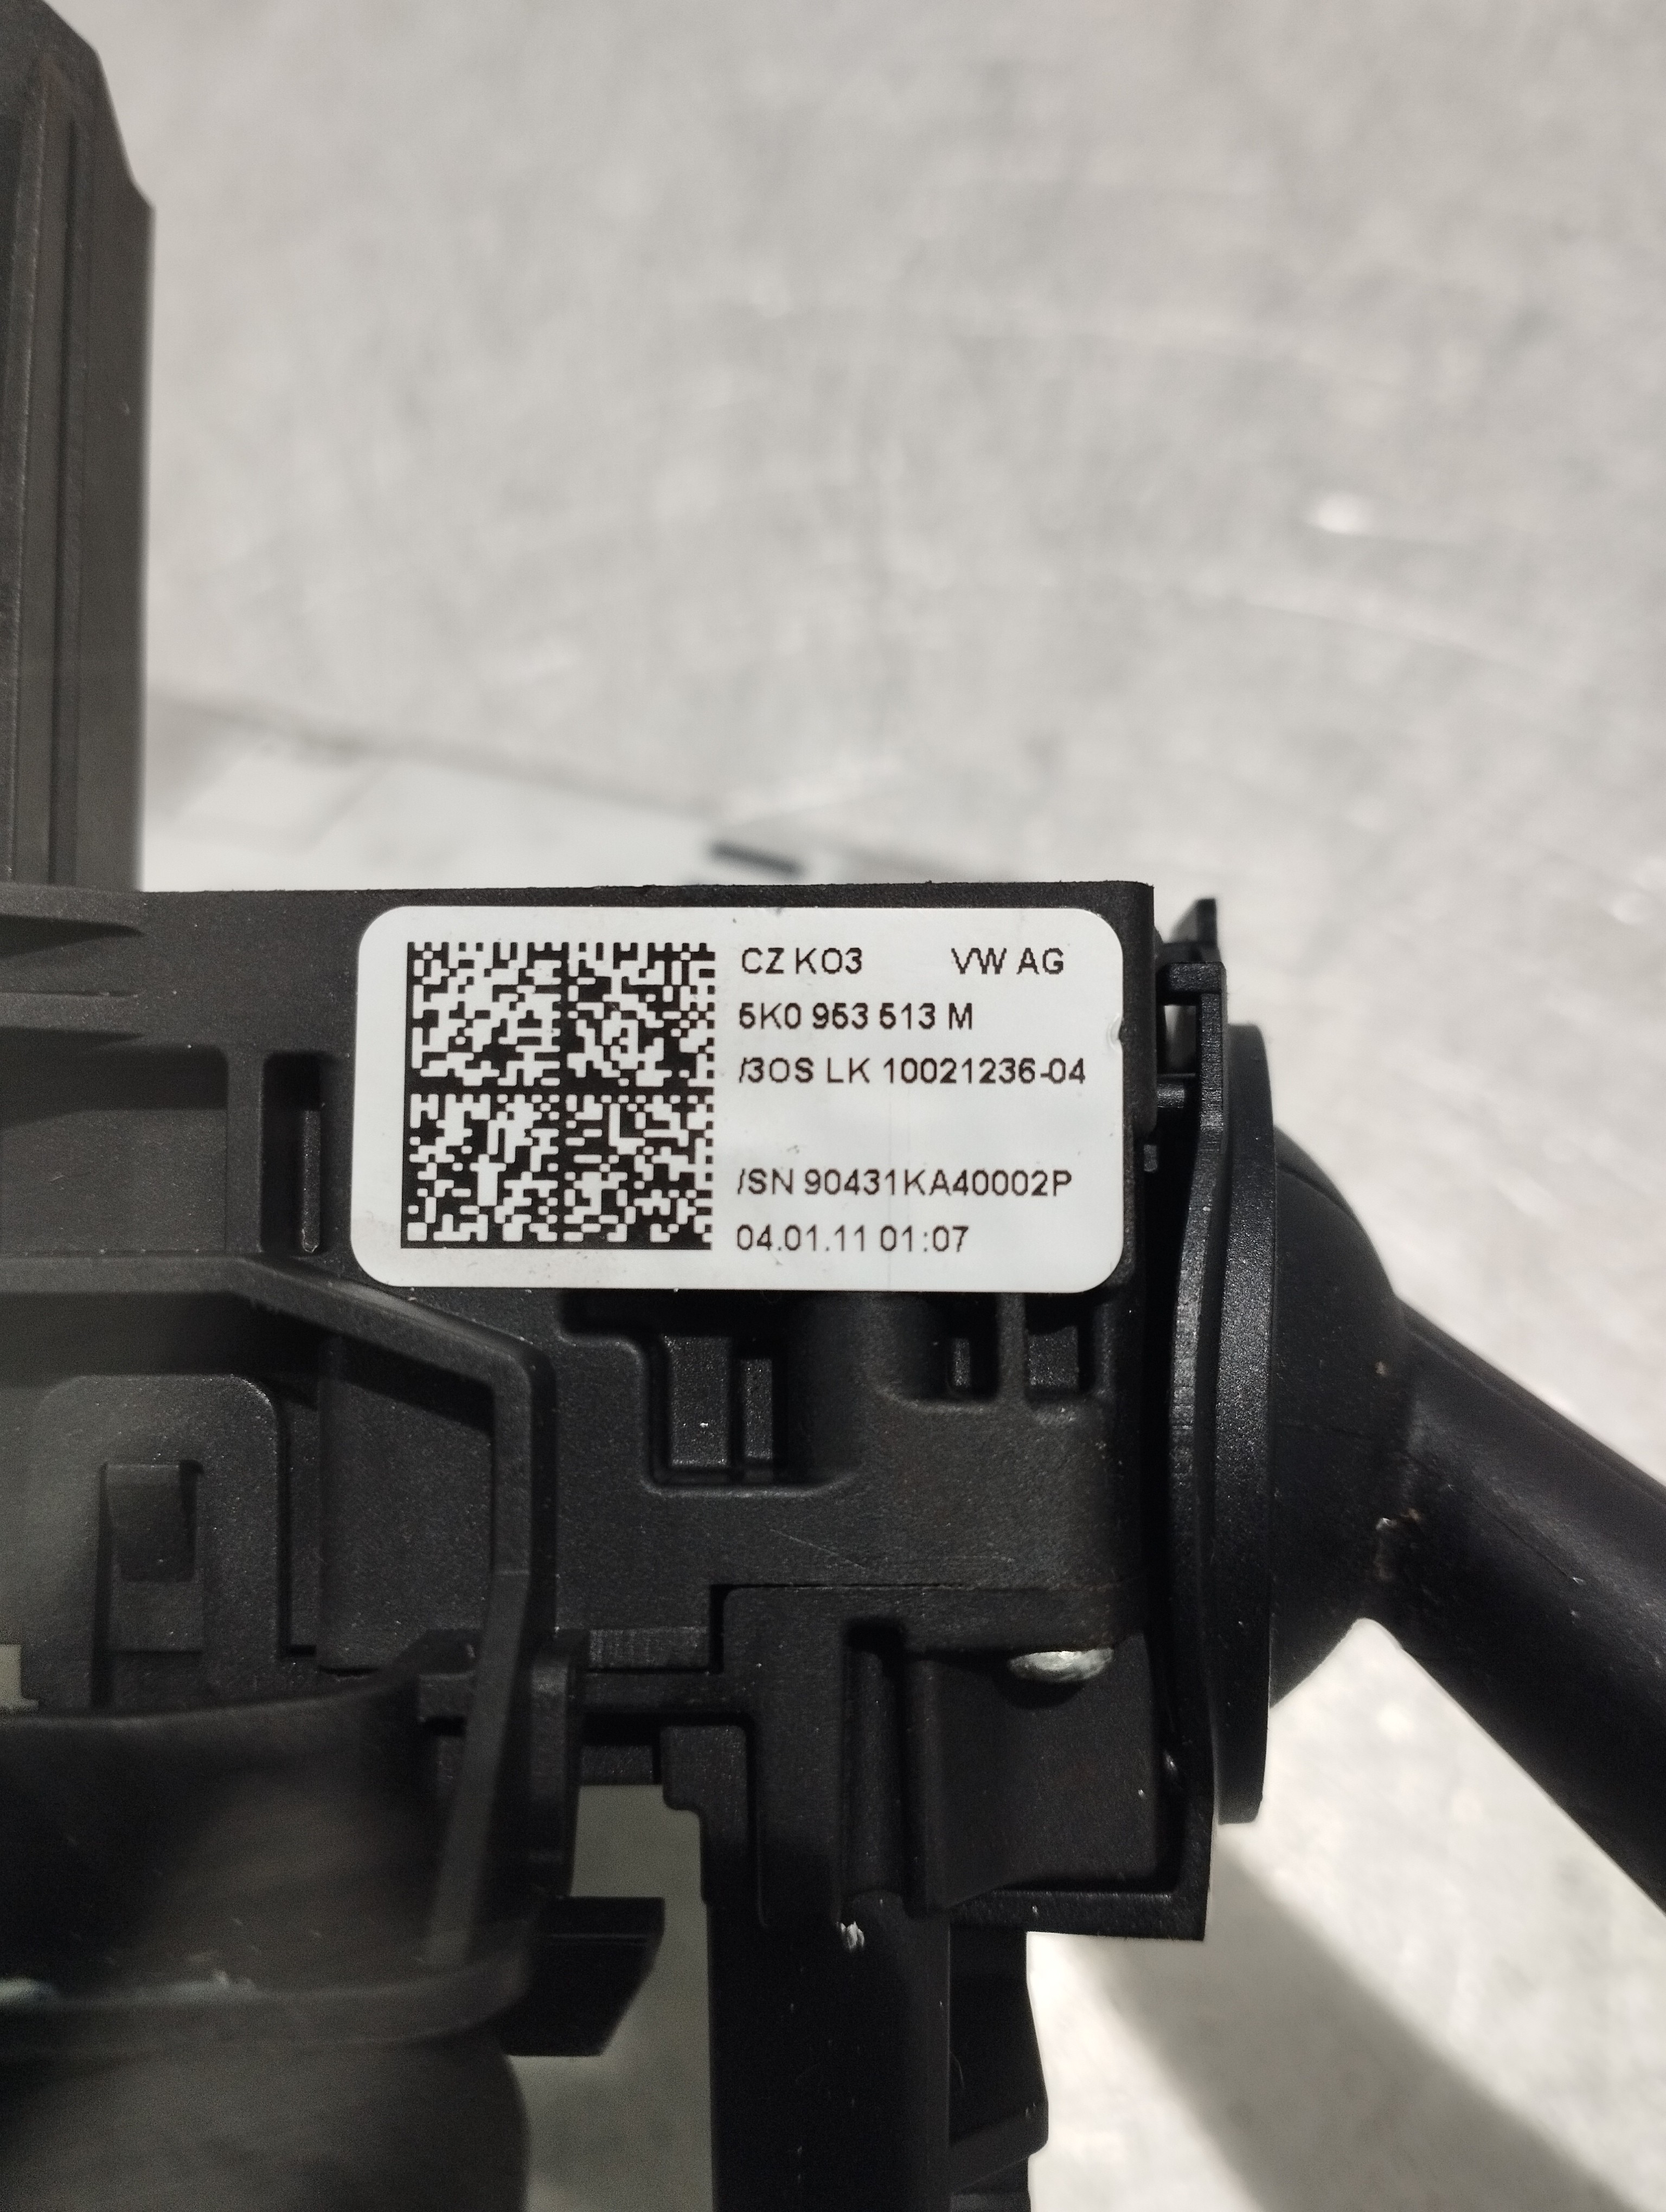 CZ KO3 VW AG
5K0 953 513 M
/3OS LK 10021236-04
/SN 90431KA40002P
04.01.11 01:07